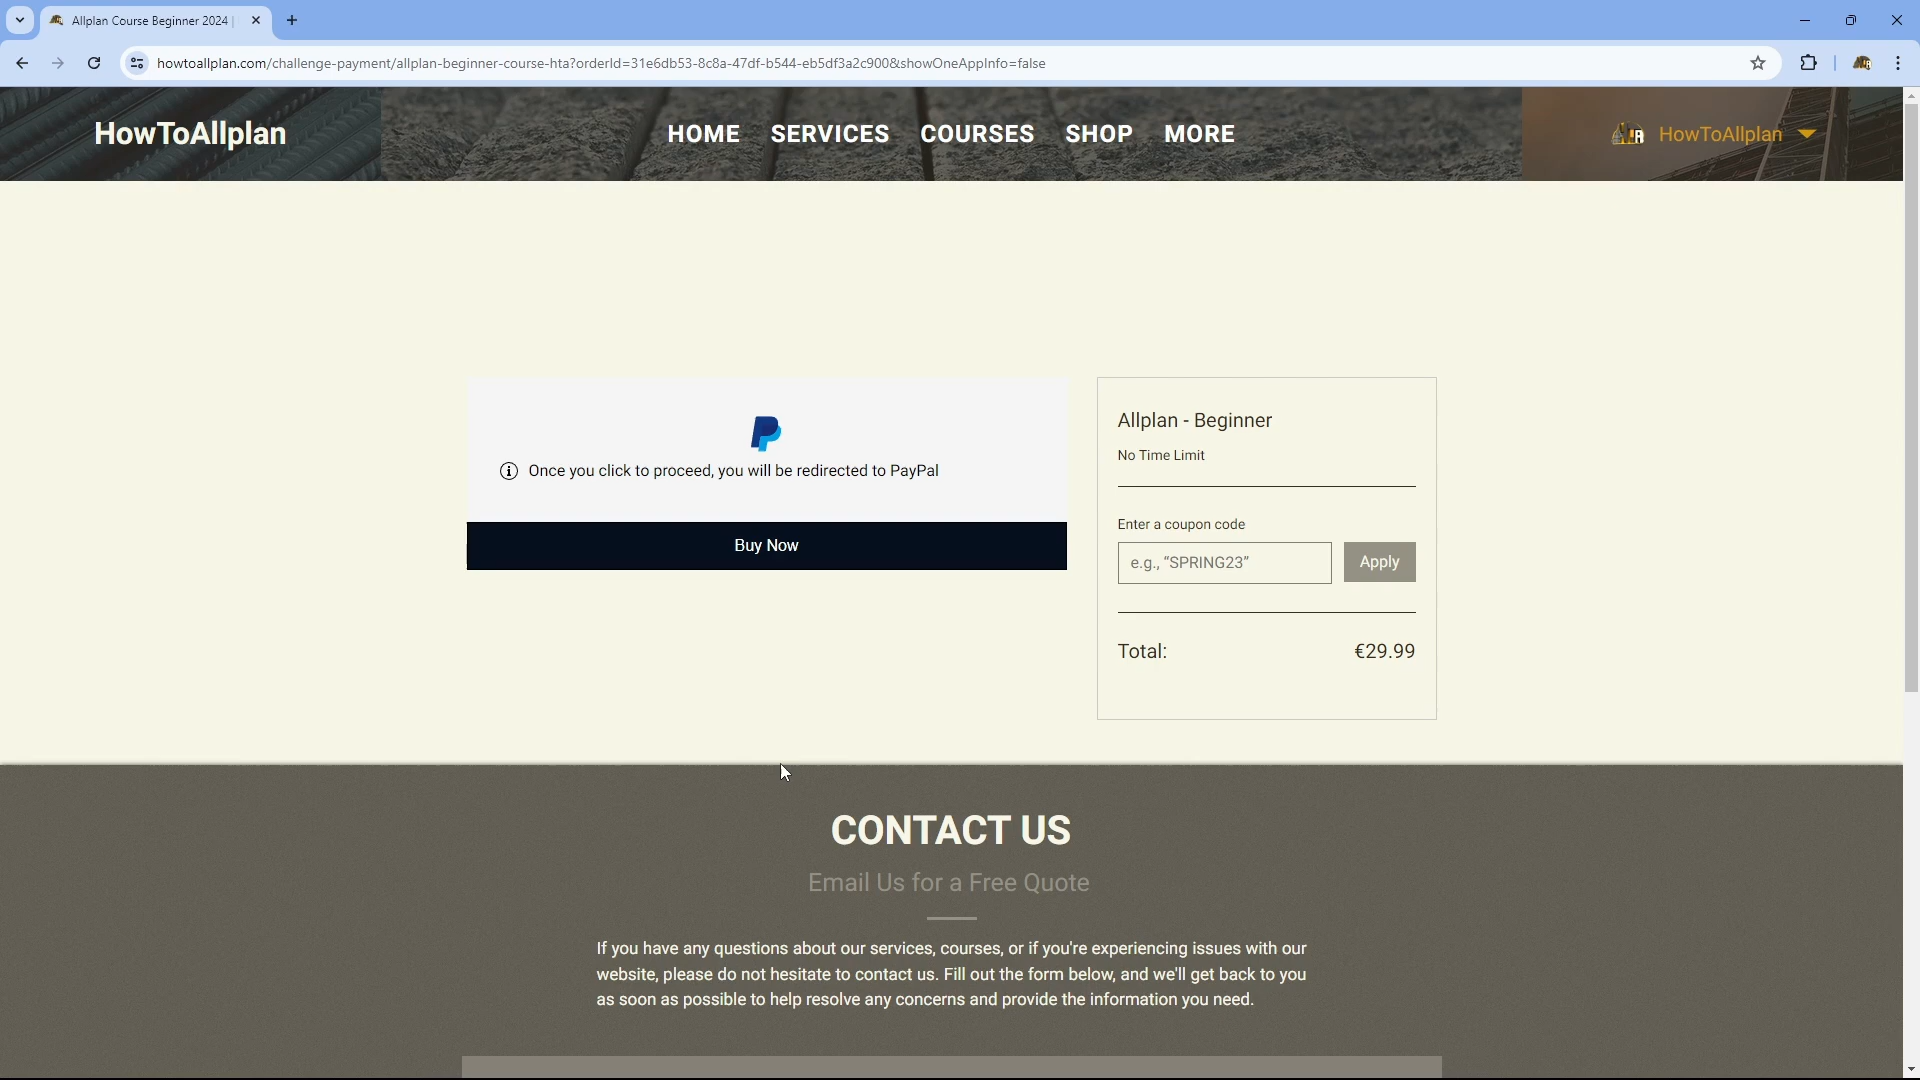 Allplan Course Beginner 2024 |
howtoallplan.com/challenge-payment/allplan-beginner-course-hta?orderId=31e6db53-8c8a-47df-b544-eb5df3a2c900&showOneAppInfo=false
HowToAllplan
HOME SERVICES COURSES SHOP MORE
HowToAllplan
Once you click to proceed, you will be redirected to PayPal
Buy Now
Allplan - Beginner
No Time Limit
Enter a coupon code
e.g., “SPRING23”
Apply
Total: €29.99
CONTACT US
Email Us for a Free Quote
If you have any questions about our services, courses, or if you're experiencing issues with our
website, please do not hesitate to contact us. Fill out the form below, and we'll get back to you
as soon as possible to help resolve any concerns and provide the information you need.